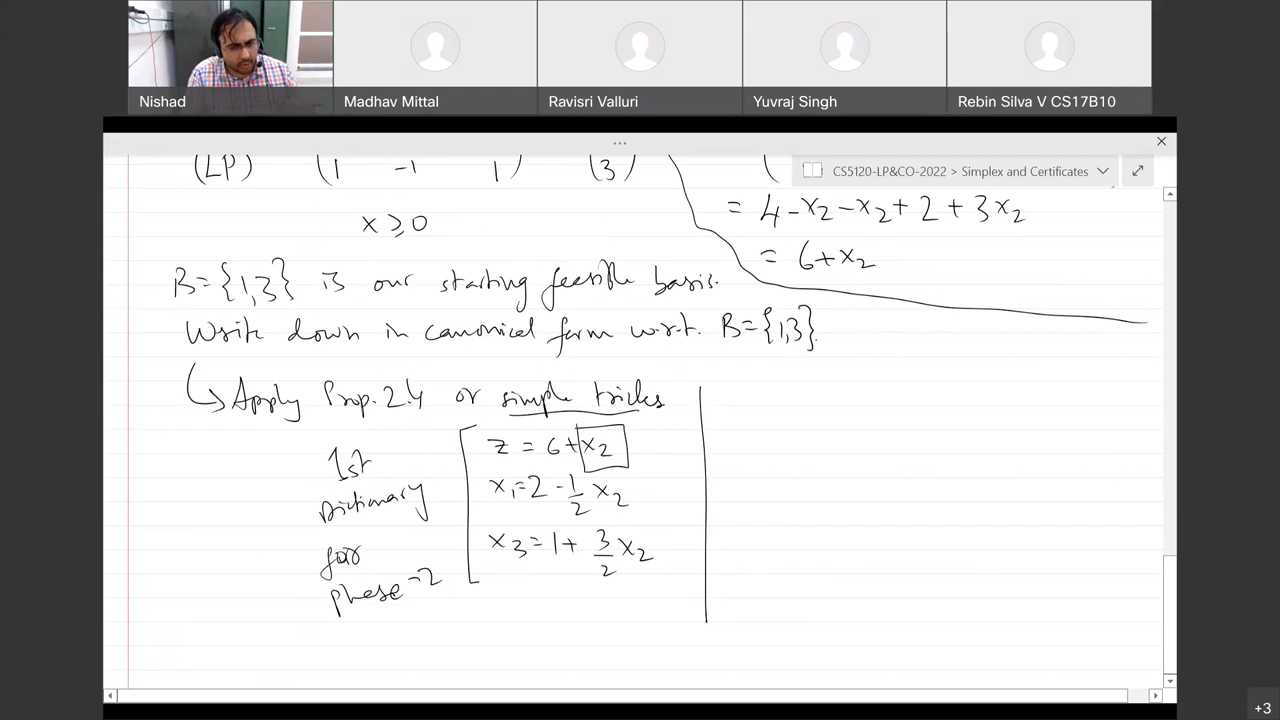 Nishad
Madhav Mittal
Ravisri Valluri
Yuvraj Singh
Rebin Silva V CS17B10
CS5120-LP&CO-2022 > Simplex and Certificates
(LP) (1 -1 1) (3)
x ≥ 0
= 4 - x2 - x2 + 2 + 3x2
= 6 + x2
B = {1,3} is our starting feasible basis.
Write down in canonical form w.r.t. B = {1,3}.
Apply Prop. 2.4 or simple tricks
1st
Dictionary
for
phase-2
z = 6 + x2
x1 = 2 - 1/2 x2
x3 = 1 + 3/2 x2
+3